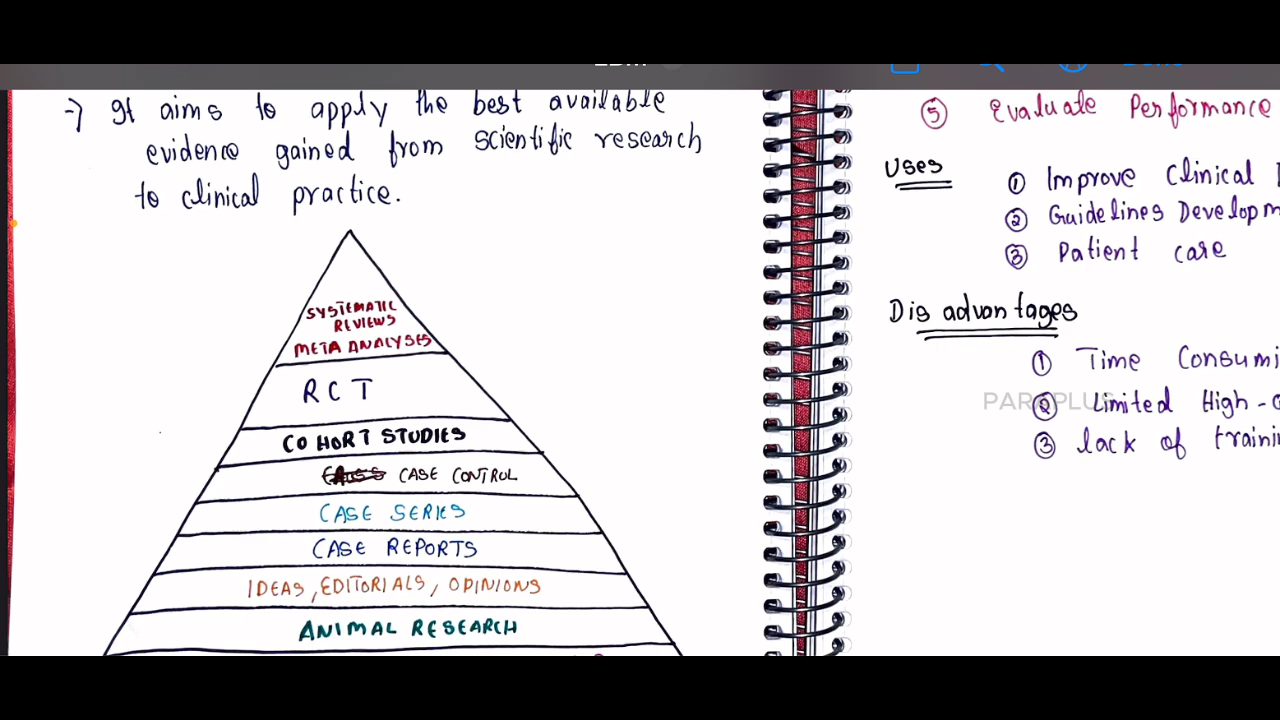 → It aims to apply the best available
evidence gained from scientific research
to clinical practice.
SYSTEMATIC
REVIEWS
META ANALYSES
RCT
COHORT STUDIES
CASE CONTROL
CASE SERIES
CASE REPORTS
IDEAS, EDITORIALS, OPINIONS
ANIMAL RESEARCH
⑤ Evaluate Performance
Uses
① Improve Clinical
② Guidelines Developm
③ Patient care
Disadvantages
① Time Consumi
PARAPLUS
② Limited High-
③ lack of traini